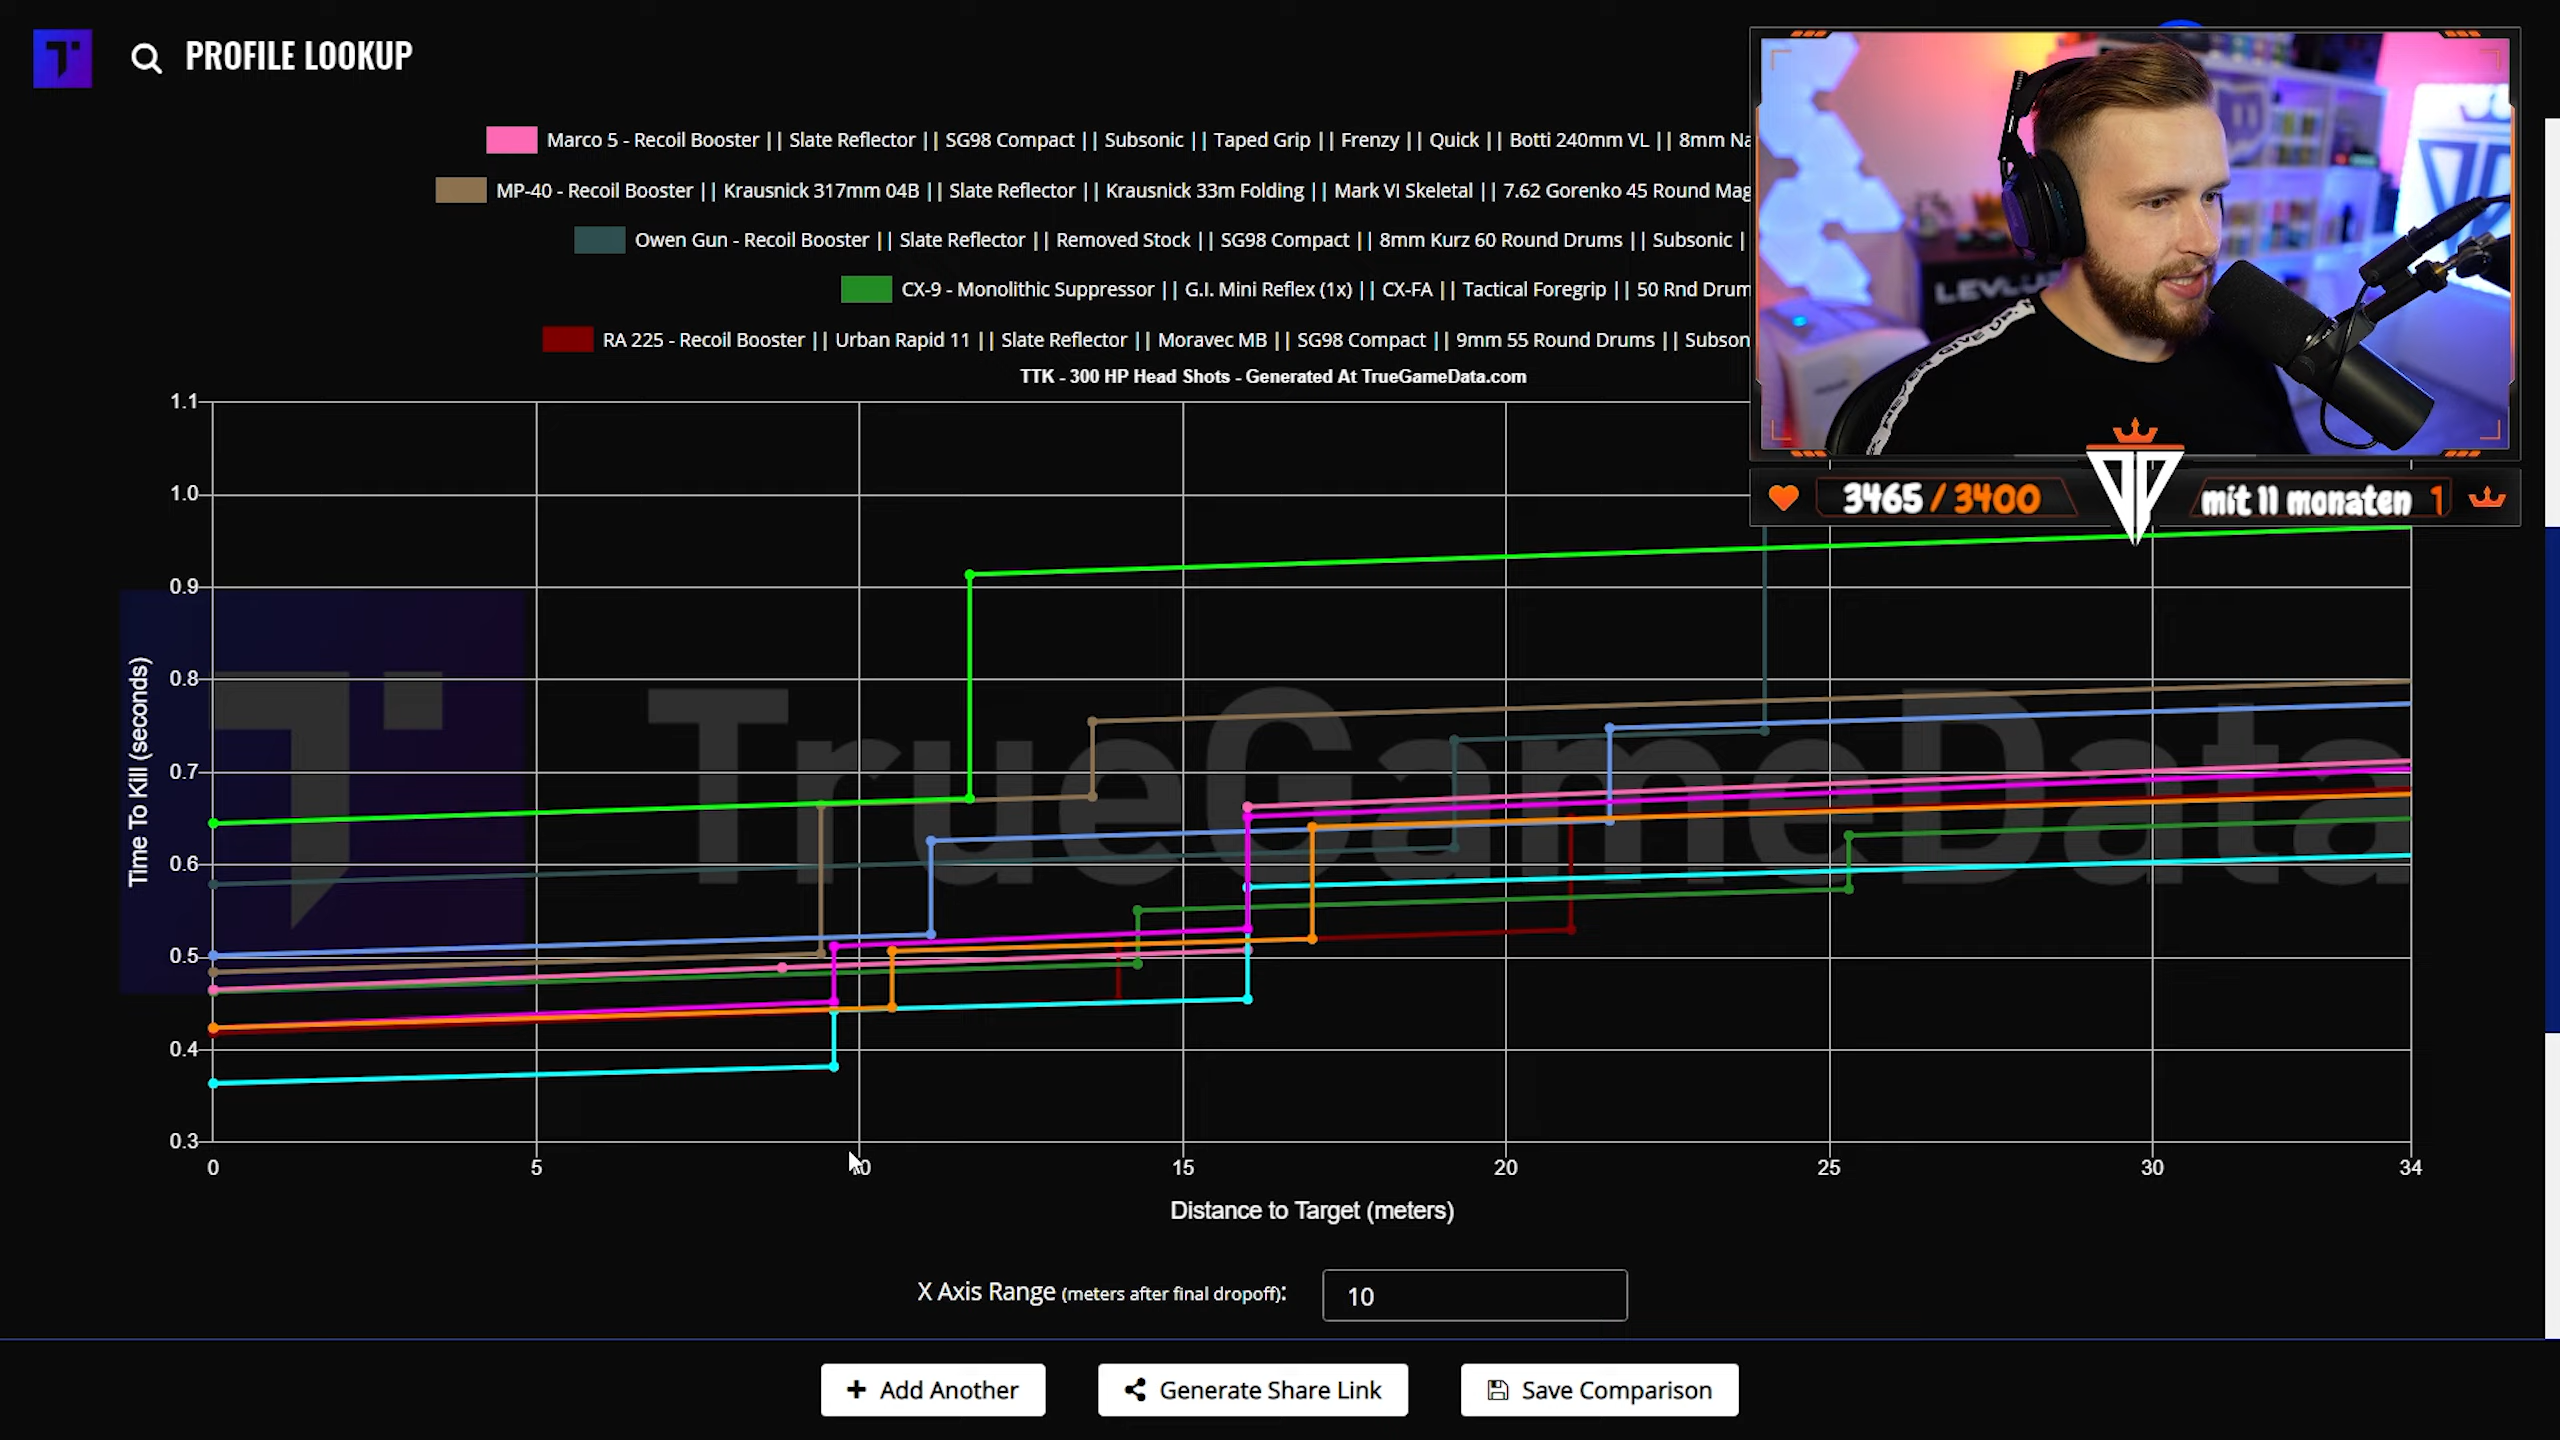 PROFILE LOOKUP
Marco 5 - Recoil Booster || Slate Reflector || SG98 Compact || Subsonic || Taped Grip || Frenzy || Quick || Botti 240mm VL || 8mm Na
MP-40 - Recoil Booster || Krausnick 317mm 04B || Slate Reflector || Krausnick 33m Folding || Mark VI Skeletal || 7.62 Gorenko 45 Round Mag
Owen Gun - Recoil Booster || Slate Reflector || Removed Stock || SG98 Compact || 8mm Kurz 60 Round Drums || Subsonic ||
CX-9 - Monolithic Suppressor || G.I. Mini Reflex (1x) || CX-FA || Tactical Foregrip || 50 Rnd Drum
RA 225 - Recoil Booster || Urban Rapid 11 || Slate Reflector || Moravec MB || SG98 Compact || 9mm 55 Round Drums || Subson
TTK - 300 HP Head Shots - Generated At TrueGameData.com
3465 / 3400
mit 11 monaten 1
1.1
1.0
0.9
0.8
0.7
0.6
0.5
0.4
0.3
Time To Kill (seconds)
TrueGameData
0 5 10 15 20 25 30 34
Distance to Target (meters)
X Axis Range (meters after final dropoff): 10
Add Another
Generate Share Link
Save Comparison